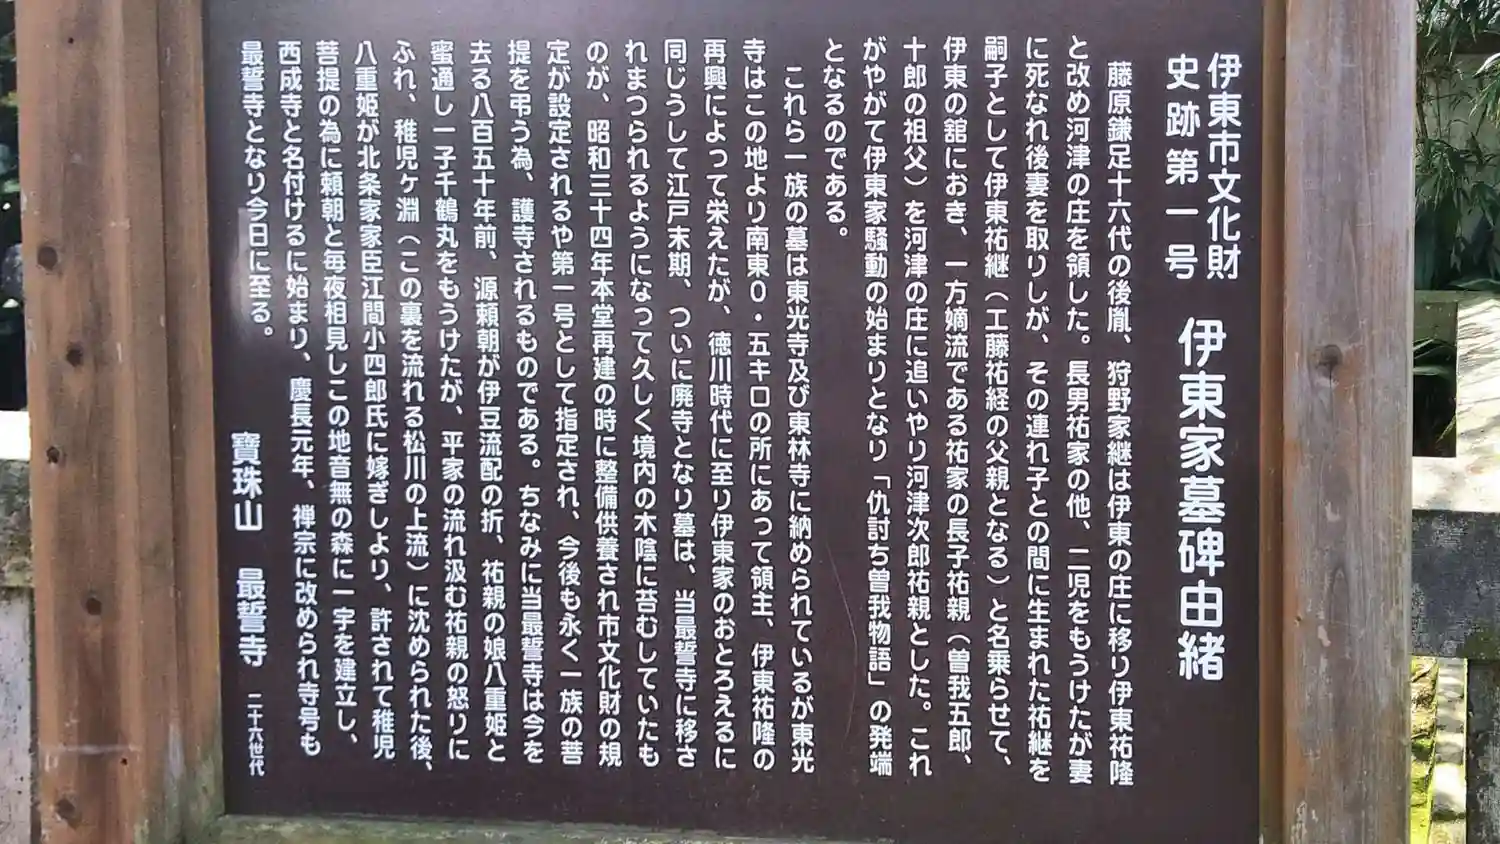 伊東市文化財
史跡第一号 伊東家墓碑由緒
藤原鎌足十六代の後胤、狩野家継は伊東の庄に移り伊東祐隆
と改め河津の庄を領した。長男祐家の他、二児をもうけたが妻
に死なれ後妻を取りしが、その連れ子との間に生まれた祐継を
嗣子として伊東祐継（工藤祐経の父親となる）と名乗らせて、
伊東の舘におき、一方嫡流である祐家の長子祐親（曽我五郎、
十郎の祖父）を河津の庄に追いやり河津次郎祐親とした。これ
がやがて伊東家騒動の始まりとなり「仇討ち曽我物語」の発端
となるのである。
これら一族の墓は東光寺及び東林寺に納められているが東光
寺はこの地より南東０・五キロの所にあって領主、伊東祐隆の
再興によって栄えたが、徳川時代に至り伊東家のおとろえるに
同じうして江戸末期、ついに廃寺となり墓は、当最誓寺に移さ
れまつられるようになって久しく境内の木陰に苔むしていたも
のが、昭和三十四年本堂再建の時に整備供養され市文化財の規
定が設定されるや第一号として指定され、今後も永く一族の菩
提を弔う為、護寺されるものである。ちなみに当最誓寺は今を
去る八百五十年前、源頼朝が伊豆流配の折、祐親の娘八重姫と
蜜通し一子千鶴丸をもうけたが、平家の流れ汲む祐親の怒りに
ふれ、稚児ヶ淵（この裏を流れる松川の上流）に沈められた後、
八重姫が北条家家臣江間小四郎氏に嫁ぎしより、許されて稚児
菩提の為に頼朝と毎夜相見しこの地音無の森に一宇を建立し、
西成寺と名付けるに始まり、慶長元年、禅宗に改められ寺号も
最誓寺となり今日に至る。
寶珠山 最誓寺 二十六世代